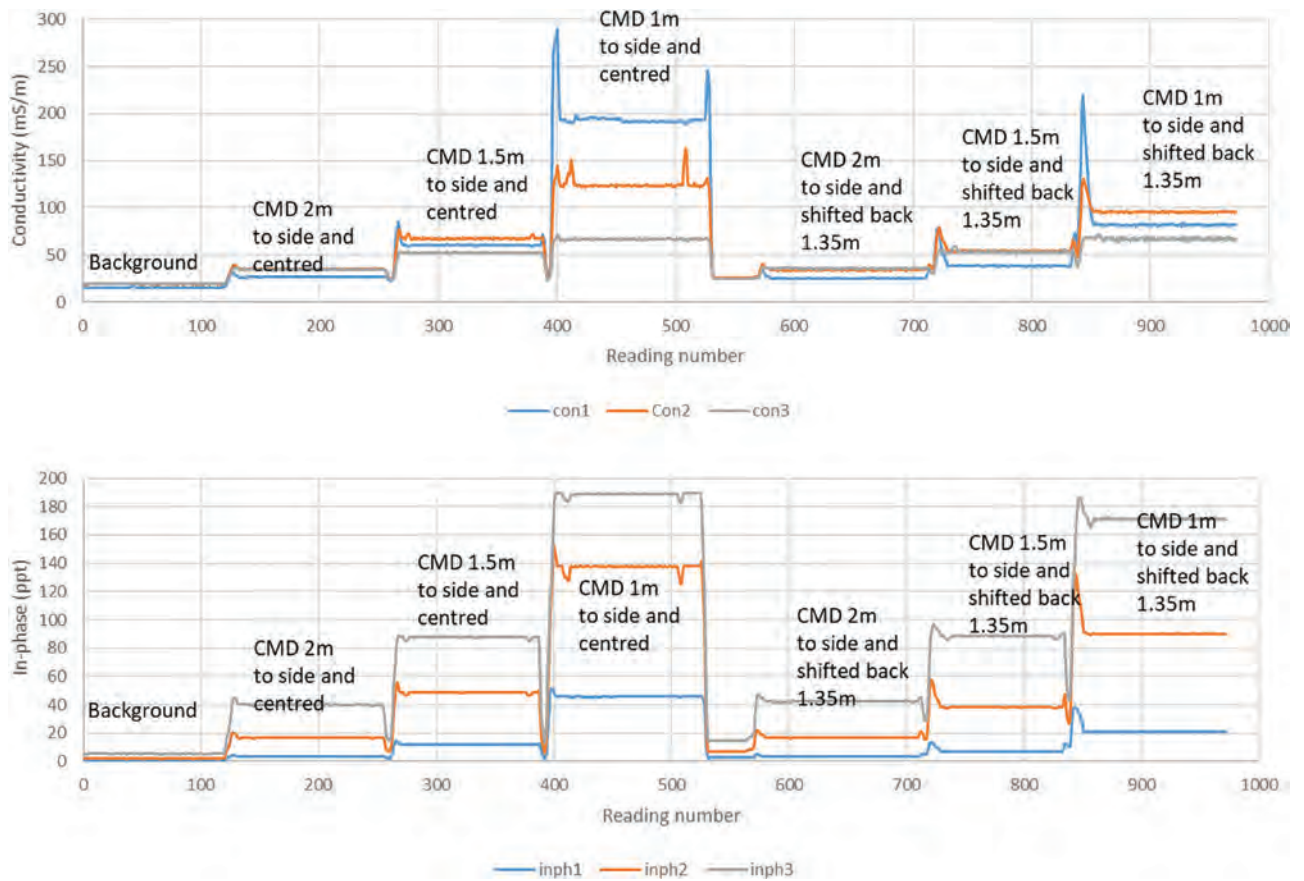 Conductivity (mS/m)
300
250
200
150
100
50
0
Background
CMD 2m
to side and
centred
CMD 1.5m
to side and
centred
CMD 1m
to side and
centred
CMD 2m
to side and
shifted back
1.35m
CMD 1.5m
to side and
shifted back
1.35m
CMD 1m
to side and
shifted back
1.35m
0 100 200 300 400 500 600 700 800 900 1000
Reading number
con1 Con2 con3
In-phase (ppt)
200
180
160
140
120
100
80
60
40
20
0
Background
CMD 2m
to side and
centred
CMD 1.5m
to side and
centred
CMD 1m
to side and
centred
CMD 2m
to side and
shifted back
1.35m
CMD 1.5m
to side and
shifted back
1.35m
CMD 1m
to side and
shifted back
1.35m
0 100 200 300 400 500 600 700 800 900 1000
Reading number
inph1 inph2 inph3